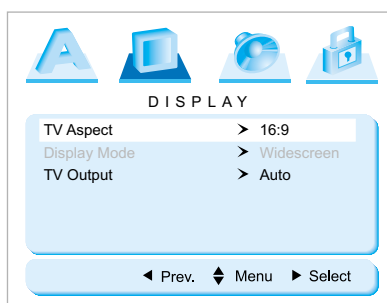 A
DISPLAY
TV Aspect 16:9
Display Mode Widescreen
TV Output Auto
Prev. Menu Select